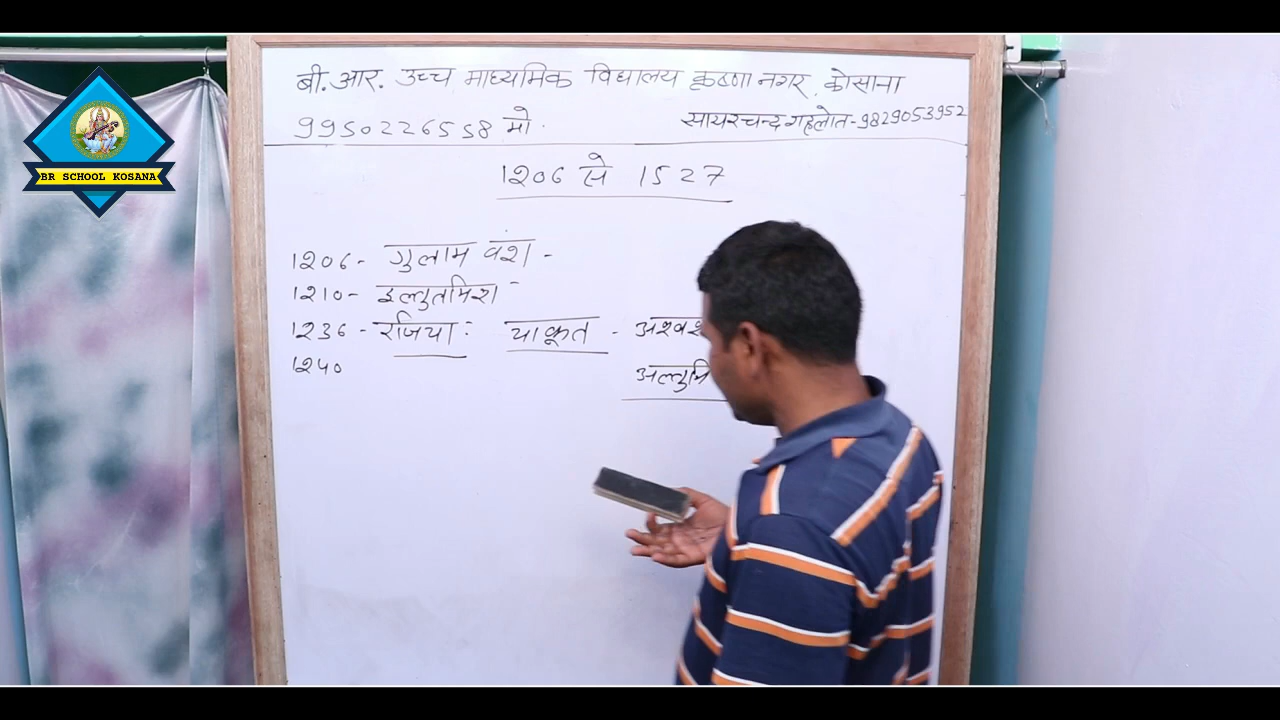 बी.आर. उच्च माध्यमिक विद्यालय कृष्णा नगर, कोसाना
9950226558 मो.
सायरचन्द गहलोत-9829053952
BR SCHOOL KOSANA
1206 से 1527
1206- गुलाम वंश -
1210- इल्तुतमिश -
1236 - रजिया : याकूत - अश्वश
1240
अल्तुनि